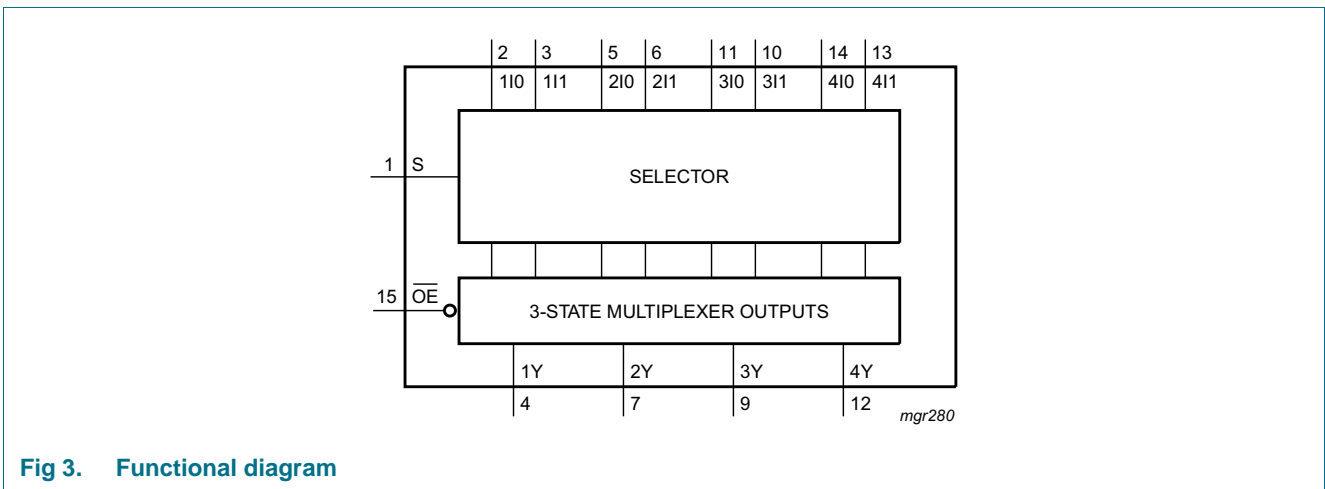 2 3 5 6 11 10 14 13
1I0 1I1 2I0 2I1 3I0 3I1 4I0 4I1
1 S
SELECTOR
15 O̅E̅
3-STATE MULTIPLEXER OUTPUTS
1Y 2Y 3Y 4Y
4 7 9 12
mgr280
Fig 3. Functional diagram